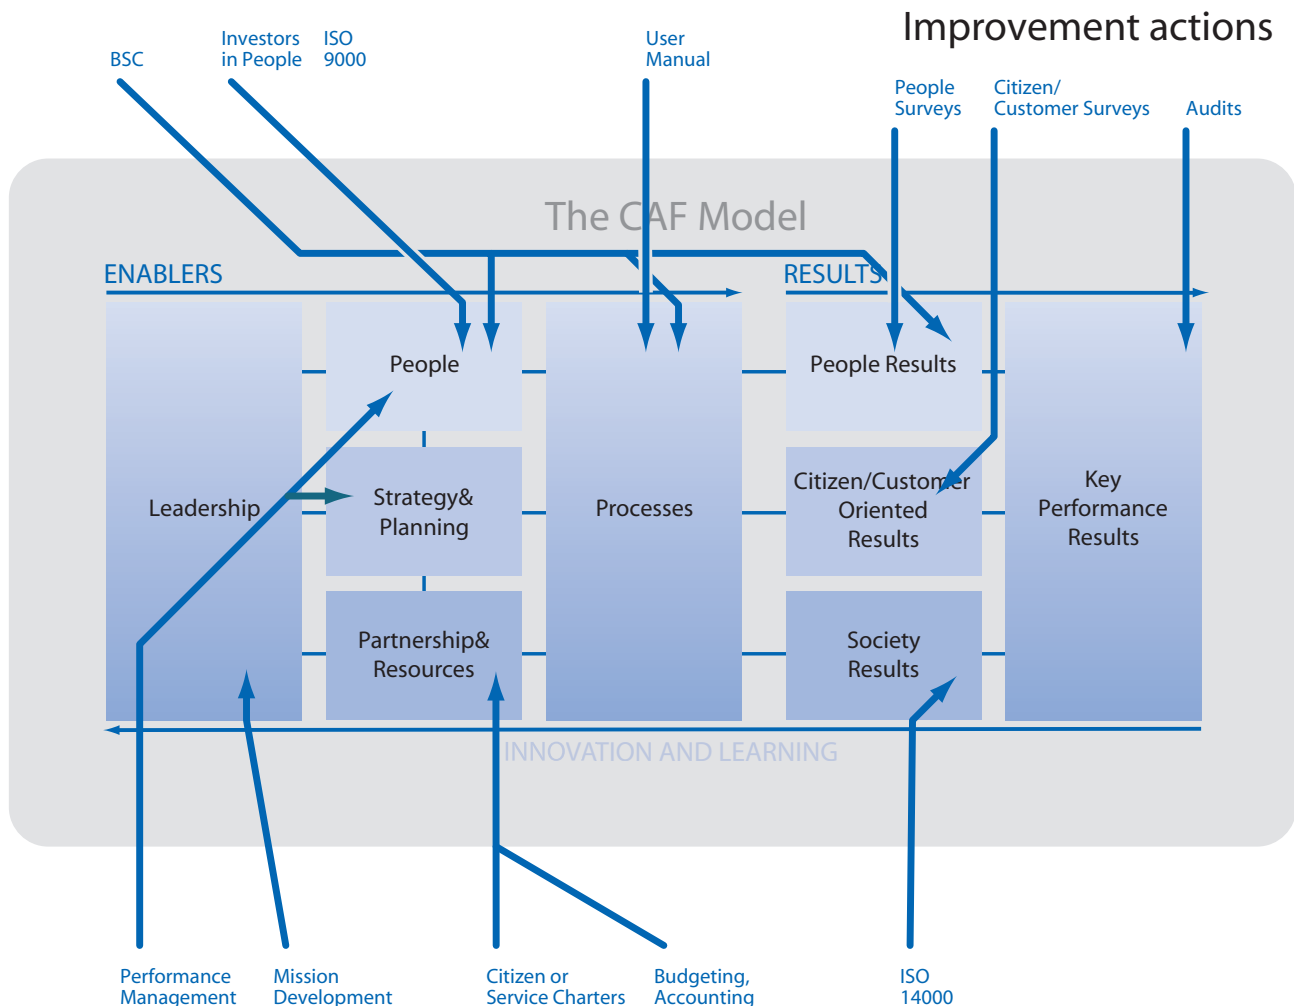 Improvement actions
BSC
Investors
in People
ISO
9000
User
Manual
People
Surveys
Citizen/
Customer Surveys
Audits
The CAF Model
ENABLERS
RESULTS
People
People Results
Leadership
Strategy&
Planning
Processes
Citizen/Customer
Oriented
Results
Key
Performance
Results
Partnership&
Resources
Society
Results
INNOVATION AND LEARNING
Performance
Management
Mission
Development
Citizen or
Service Charters
Budgeting,
Accounting
ISO
14000